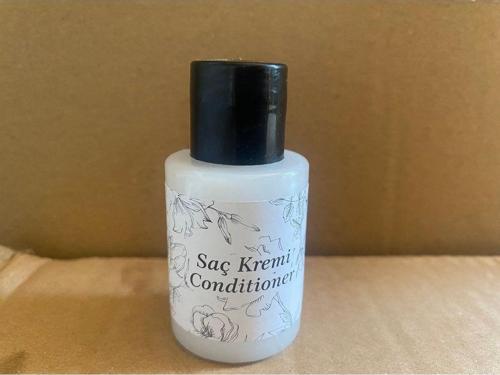 Saç Kremi
Conditioner